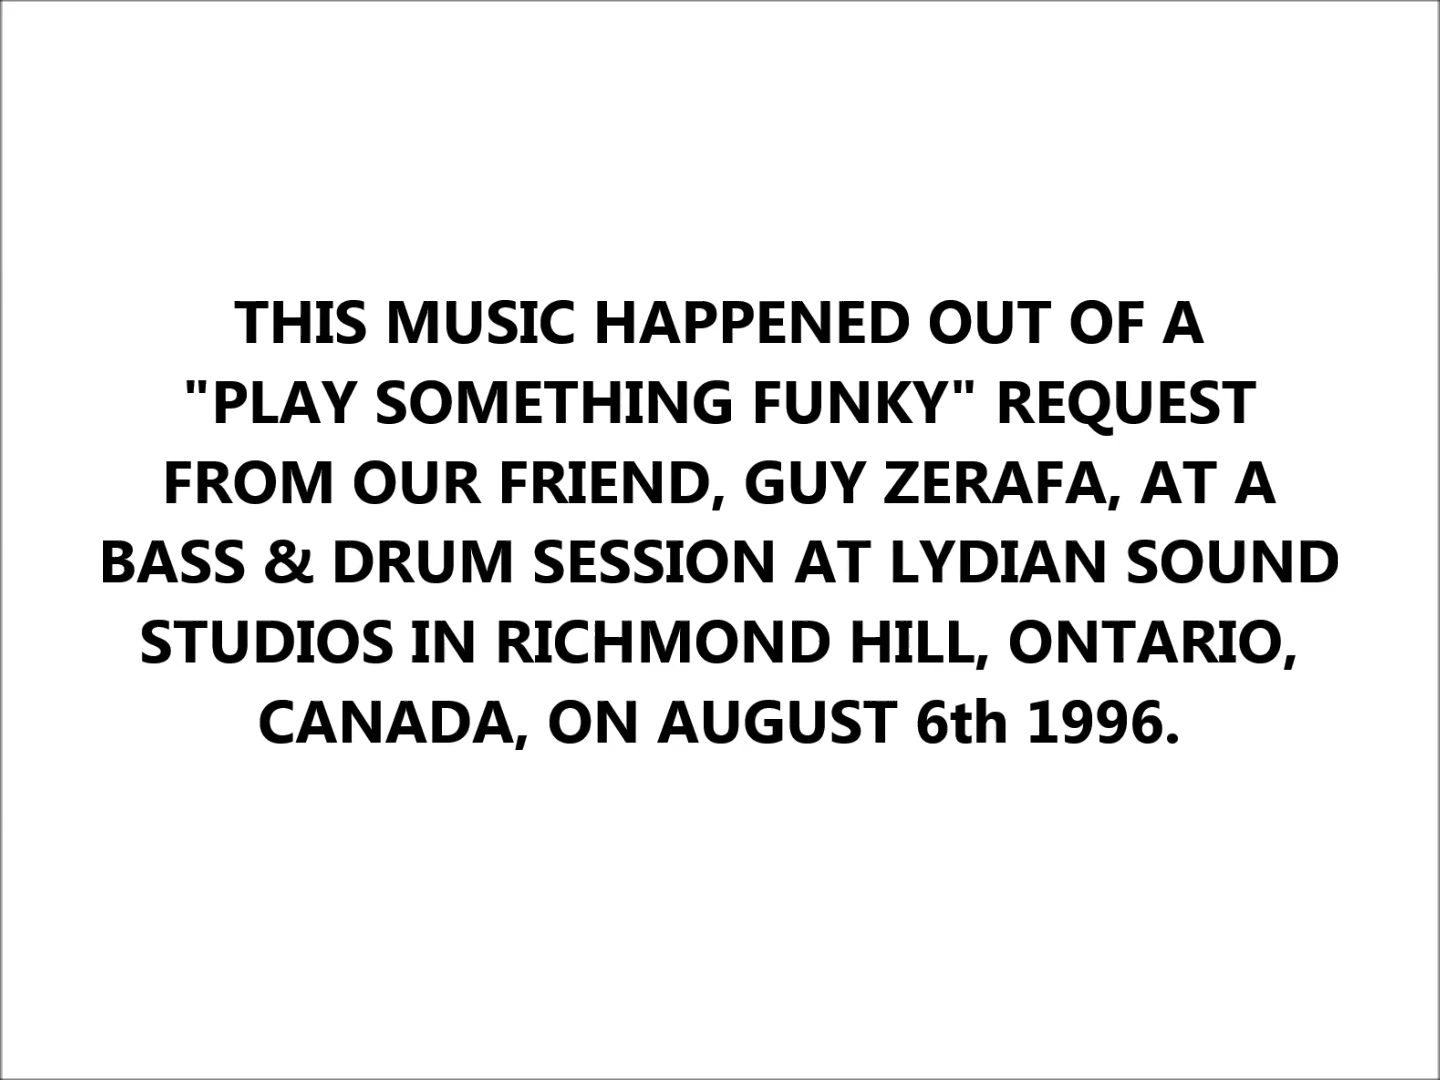 THIS MUSIC HAPPENED OUT OF A
"PLAY SOMETHING FUNKY" REQUEST
FROM OUR FRIEND, GUY ZERAFA, AT A
BASS & DRUM SESSION AT LYDIAN SOUND
STUDIOS IN RICHMOND HILL, ONTARIO,
CANADA, ON AUGUST 6th 1996.